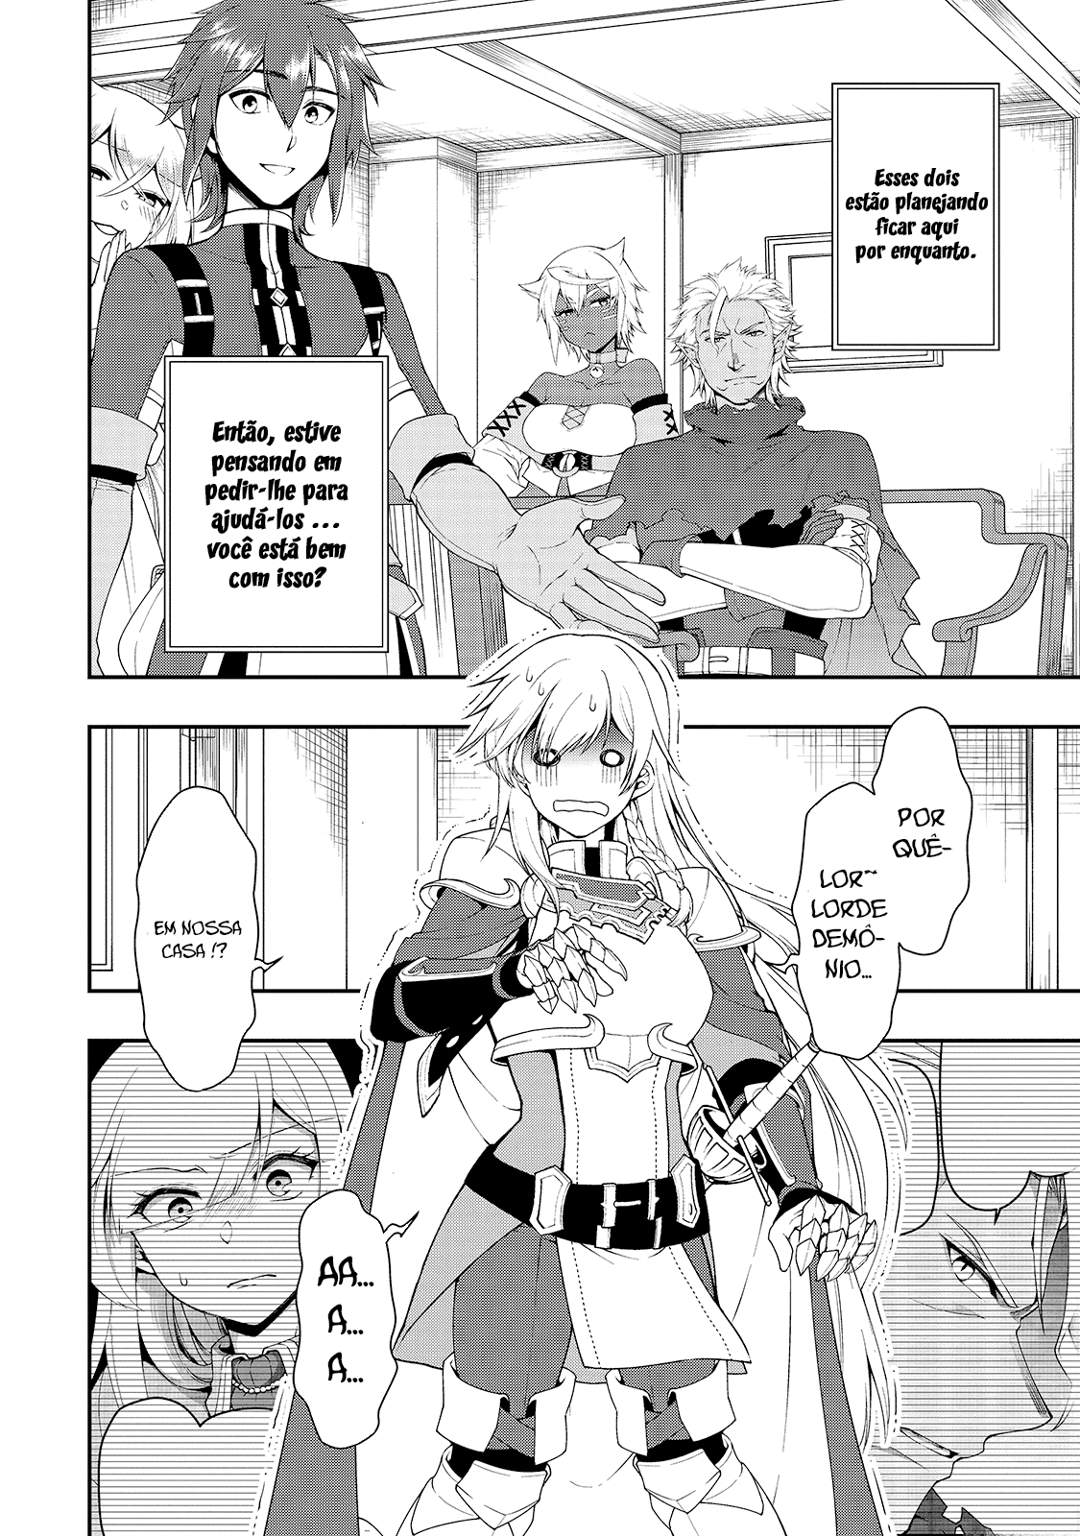 Esses dois
estão planejando
ficar aqui
por enquanto.
Então, estive
pensando em
pedir-lhe para
ajudá-los ...
você está bem
com isso?
POR
QUÊ-
LOR~
LORDE
DEMÔ-
NIO...
EM NOSSA
CASA !?
AA...
A...
A...